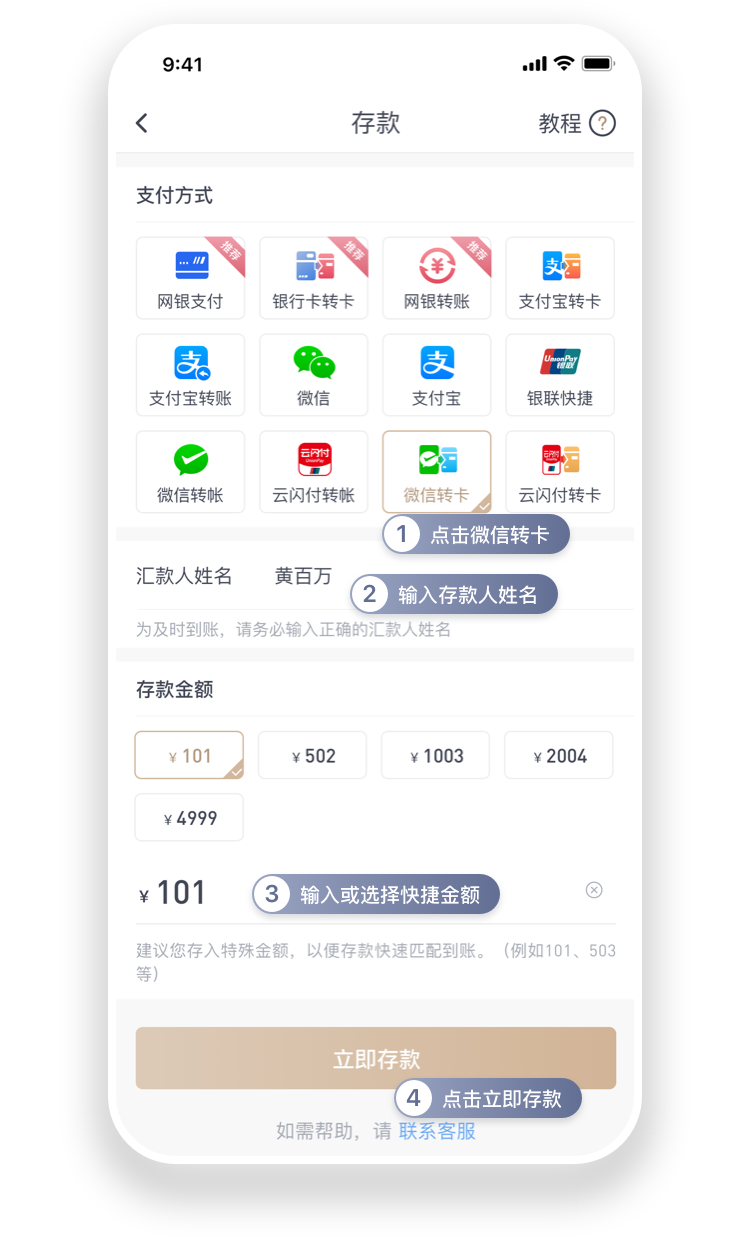 9:41
存款
教程 ?
支付方式
推荐
推荐
推荐
网银支付
银行卡转卡
网银转账
支付宝转卡
支
支
支
UnionPay
银联
支付宝转账
微信
支付宝
银联快捷
云闪付
UnionPay
云闪付
微信转帐
云闪付转帐
微信转卡
云闪付转卡
1 点击微信转卡
汇款人姓名 黄百万
2 输入存款人姓名
为及时到账，请务必输入正确的汇款人姓名
存款金额
¥ 101
¥ 502
¥ 1003
¥ 2004
¥ 4999
¥ 101
3 输入或选择快捷金额
建议您存入特殊金额，以便存款快速匹配到账。（例如101、503
等）
立即存款
4 点击立即存款
如需帮助，请 联系客服